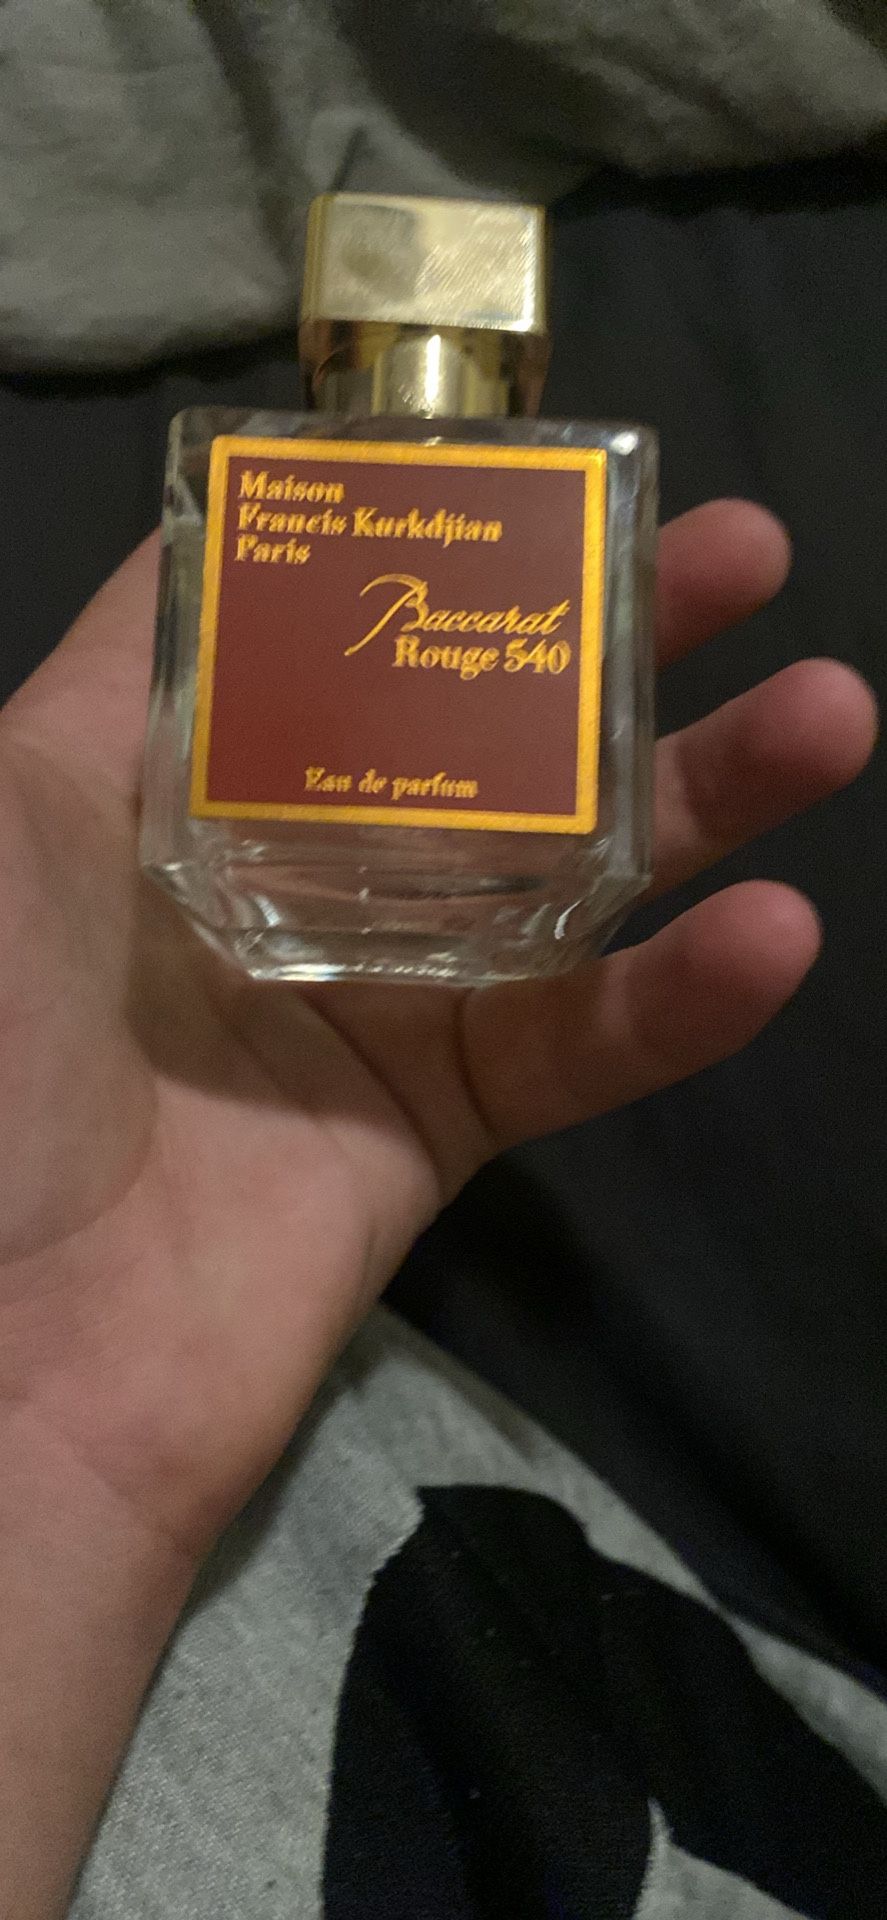 Maison
Francis Kurkdjian
Paris
Baccarat
Rouge 540
Eau de parfum